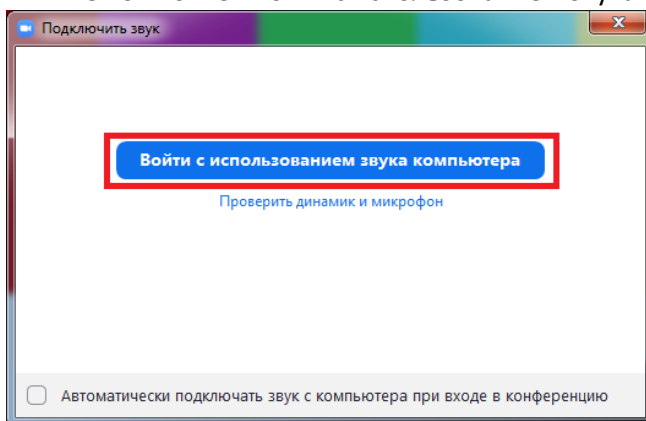 Подключить звук
Войти с использованием звука компьютера
Проверить динамик и микрофон
Автоматически подключать звук с компьютера при входе в конференцию